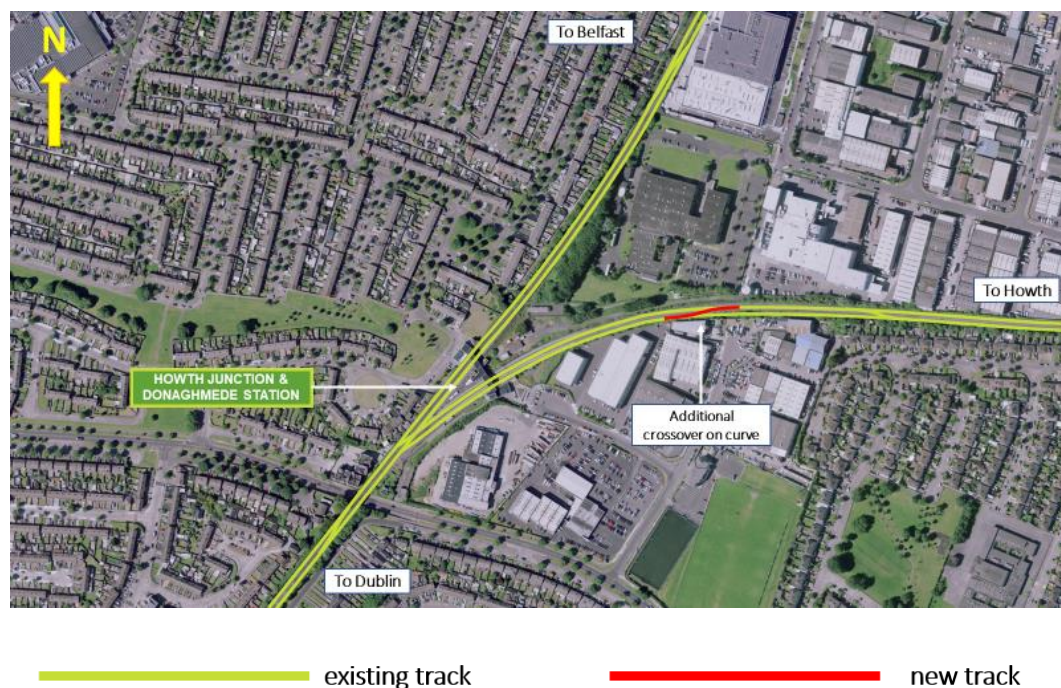 N
To Belfast
To Howth
HOWTH JUNCTION &
DONAGHMEDE STATION
Additional
crossover on curve
To Dublin
existing track
new track